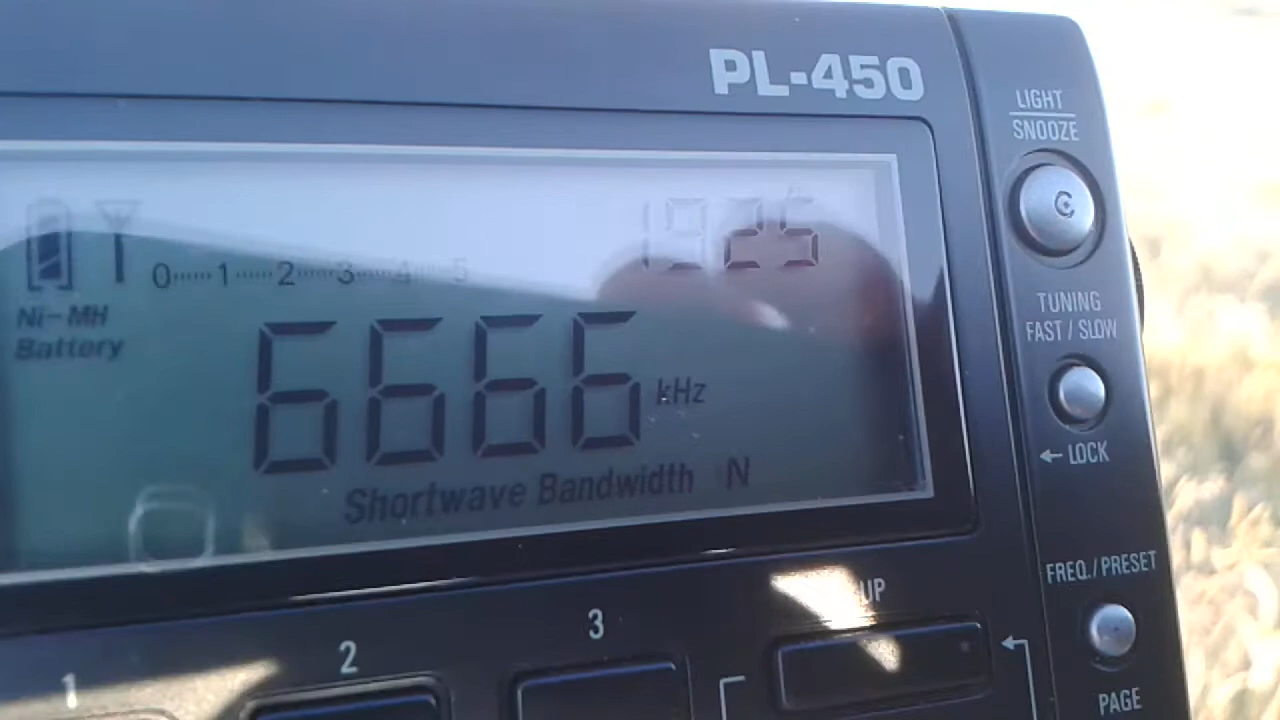 PL-450
LIGHT
SNOOZE
1925
0 1 2 3 4 5
Ni-MH
Battery
TUNING
FAST / SLOW
6666 kHz
← LOCK
Shortwave Bandwidth N
FREQ. / PRESET
UP
3
2
1
PAGE